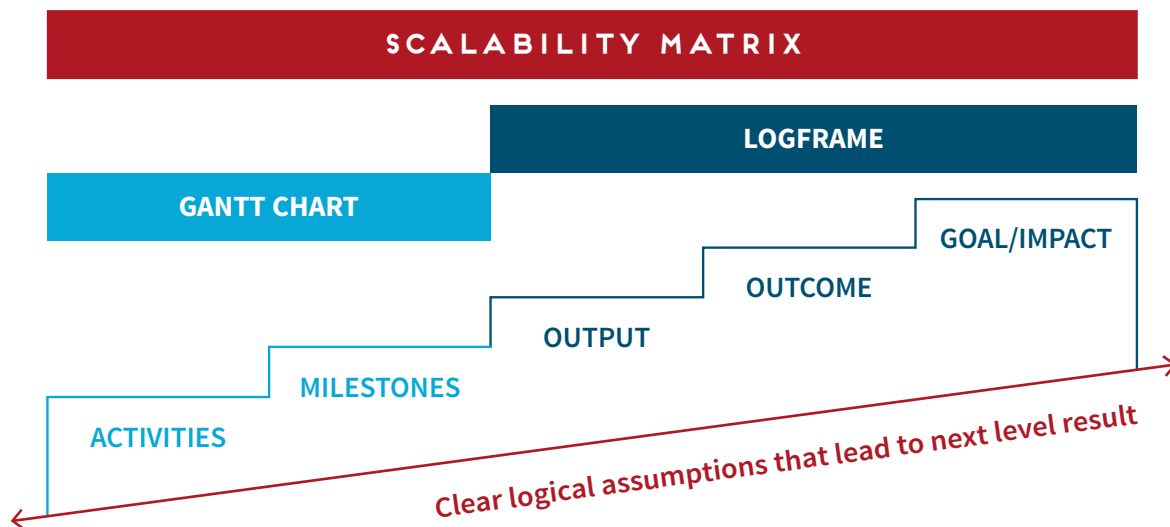 SCALABILITY MATRIX
LOGFRAME
GANTT CHART
GOAL/IMPACT
OUTCOME
OUTPUT
MILESTONES
ACTIVITIES
Clear logical assumptions that lead to next level result